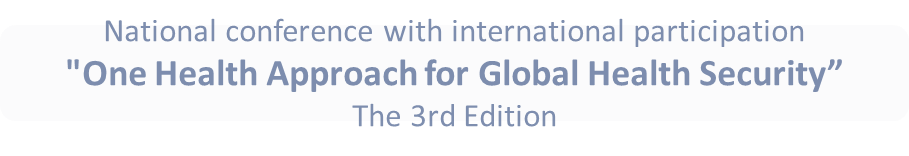 National conference with international participation
"One Health Approach for Global Health Security”
The 3rd Edition